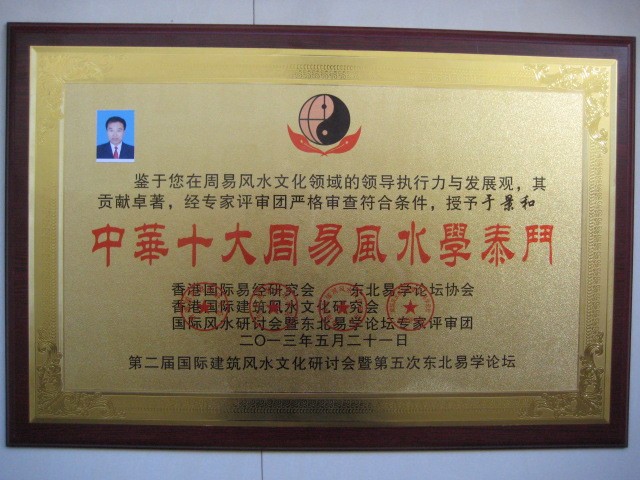 鉴于您在周易风水文化领域的领导执行力与发展观，其
贡献卓著，经专家评审团严格审查符合条件，授予于景和
中華十大周易風水學泰鬥
香港国际易经研究会　东北易学论坛协会
香港国际建筑风水文化研究会
国际风水研讨会暨东北易学论坛专家评审团
二〇一三年五月二十一日
第二届国际建筑风水文化研讨会暨第五次东北易学论坛